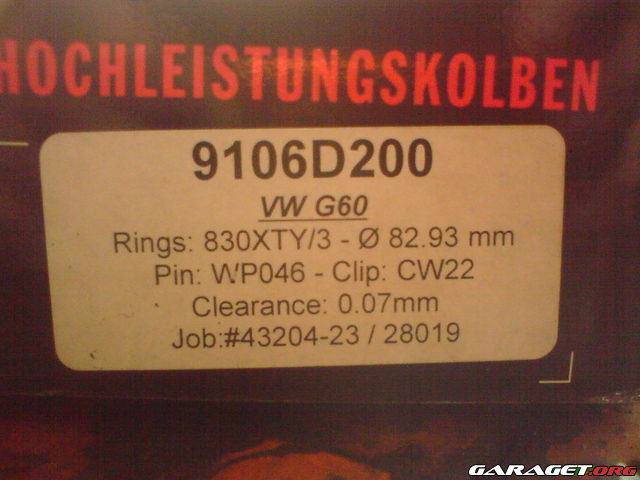 HOCHLEISTUNGSKOLBEN
9106D200
VW G60
Rings: 830XTY/3 - Ø 82.93 mm
Pin: WP046 - Clip: CW22
Clearance: 0.07mm
Job:#43204-23 / 28019
GARAGET.ORG